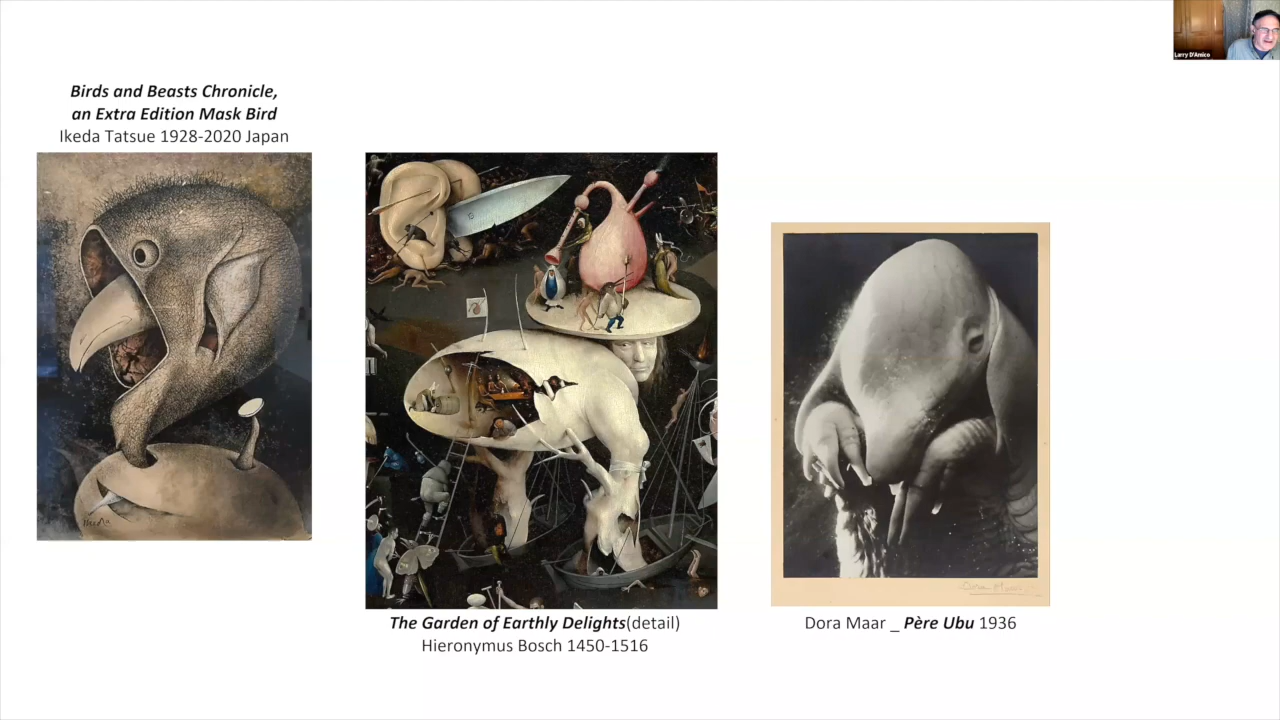 Larry D'Amico
Birds and Beasts Chronicle,
an Extra Edition Mask Bird
Ikeda Tatsue 1928-2020 Japan
The Garden of Earthly Delights(detail)
Hieronymus Bosch 1450-1516
Dora Maar _ Père Ubu 1936